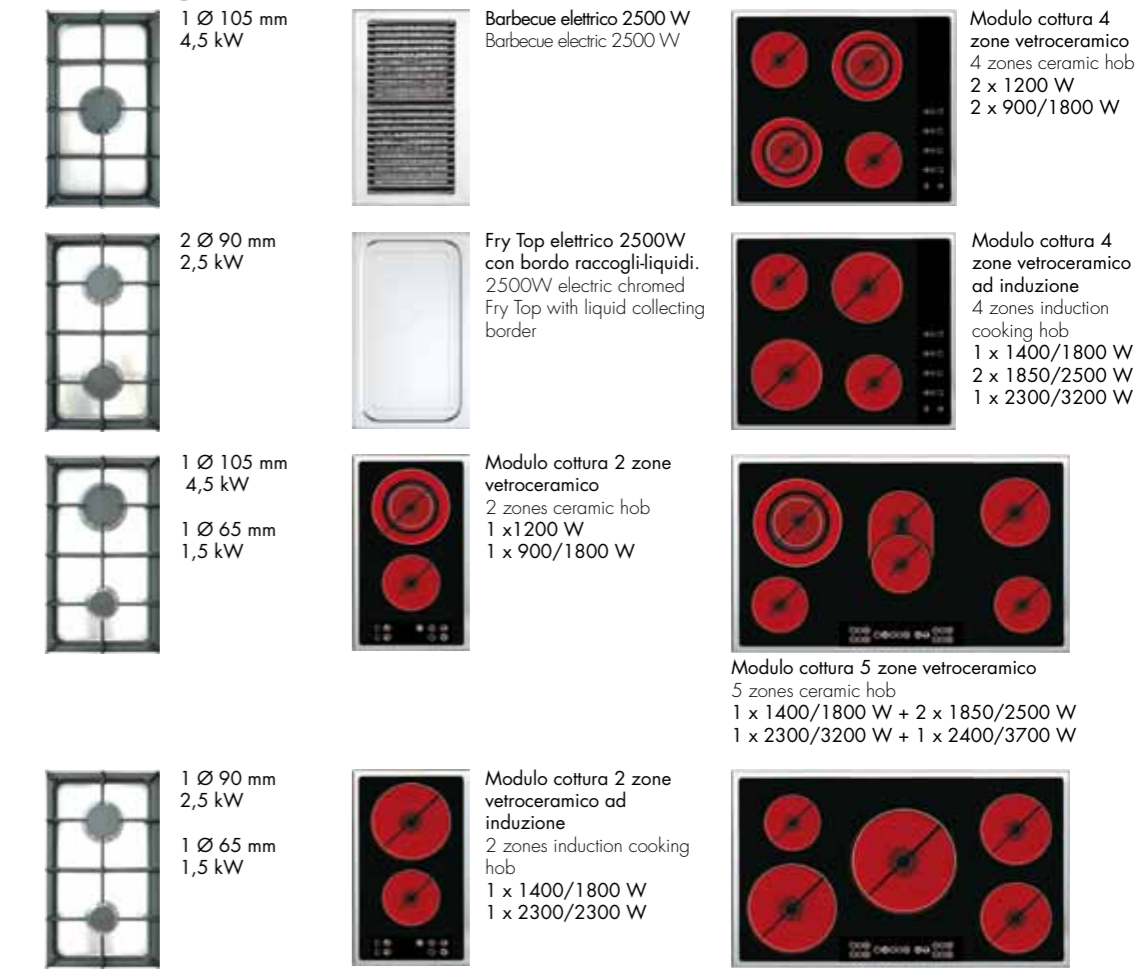 1 Ø 105 mm
4,5 kW
Barbecue elettrico 2500 W
Barbecue electric 2500 W
Modulo cottura 4
zone vetroceramico
4 zones ceramic hob
2 x 1200 W
2 x 900/1800 W
2 Ø 90 mm
2,5 kW
Fry Top elettrico 2500W
con bordo raccogli-liquidi.
2500W electric chromed
Fry Top with liquid collecting
border
Modulo cottura 4
zone vetroceramico
ad induzione
4 zones induction
cooking hob
1 x 1400/1800 W
2 x 1850/2500 W
1 x 2300/3200 W
1 Ø 105 mm
4,5 kW
1 Ø 65 mm
1,5 kW
Modulo cottura 2 zone
vetroceramico
2 zones ceramic hob
1 x1200 W
1 x 900/1800 W
Modulo cottura 5 zone vetroceramico
5 zones ceramic hob
1 x 1400/1800 W + 2 x 1850/2500 W
1 x 2300/3200 W + 1 x 2400/3700 W
1 Ø 90 mm
2,5 kW
1 Ø 65 mm
1,5 kW
Modulo cottura 2 zone
vetroceramico ad
induzione
2 zones induction cooking
hob
1 x 1400/1800 W
1 x 2300/2300 W